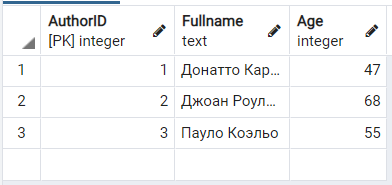 AuthorID Fullname Age
[PK] integer text integer
1 1 Донатто Кар... 47
2 2 Джоан Роул... 68
3 3 Пауло Коэльо 55